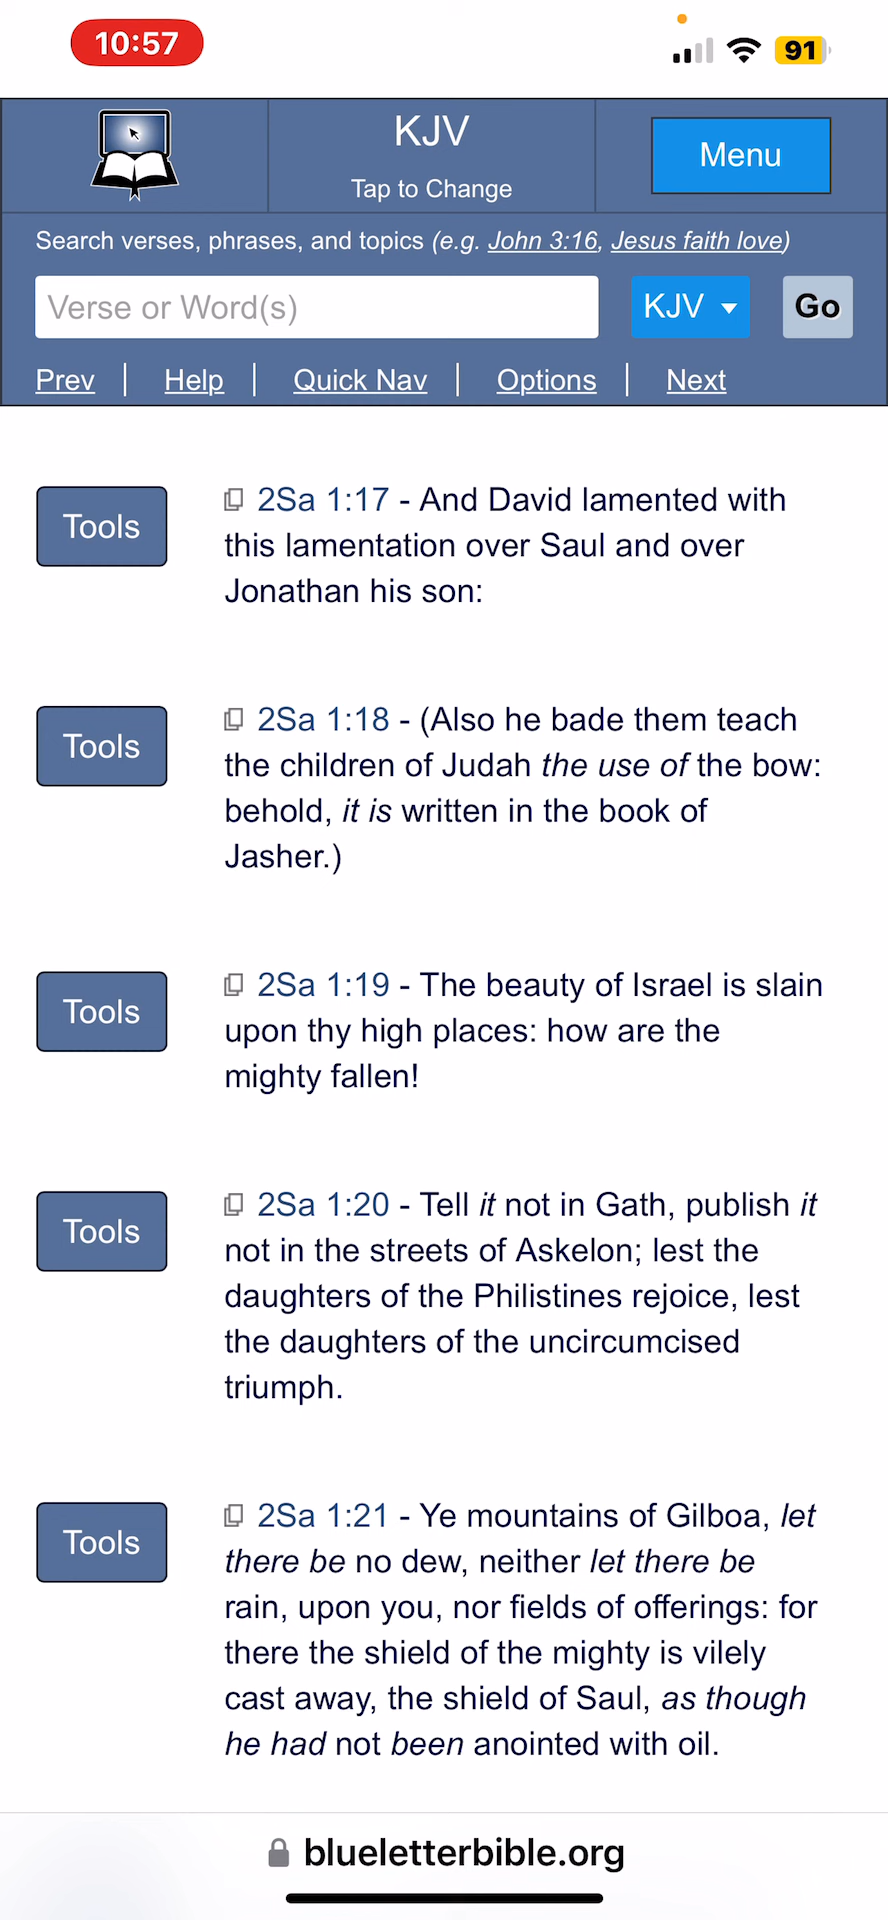 10:57
91
KJV
Tap to Change
Menu
Search verses, phrases, and topics (e.g. John 3:16, Jesus faith love)
Verse or Word(s)
KJV
Go
Prev | Help | Quick Nav | Options | Next
Tools
2Sa 1:17 - And David lamented with
this lamentation over Saul and over
Jonathan his son:
Tools
2Sa 1:18 - (Also he bade them teach
the children of Judah the use of the bow:
behold, it is written in the book of
Jasher.)
Tools
2Sa 1:19 - The beauty of Israel is slain
upon thy high places: how are the
mighty fallen!
Tools
2Sa 1:20 - Tell it not in Gath, publish it
not in the streets of Askelon; lest the
daughters of the Philistines rejoice, lest
the daughters of the uncircumcised
triumph.
Tools
2Sa 1:21 - Ye mountains of Gilboa, let
there be no dew, neither let there be
rain, upon you, nor fields of offerings: for
there the shield of the mighty is vilely
cast away, the shield of Saul, as though
he had not been anointed with oil.
blueletterbible.org